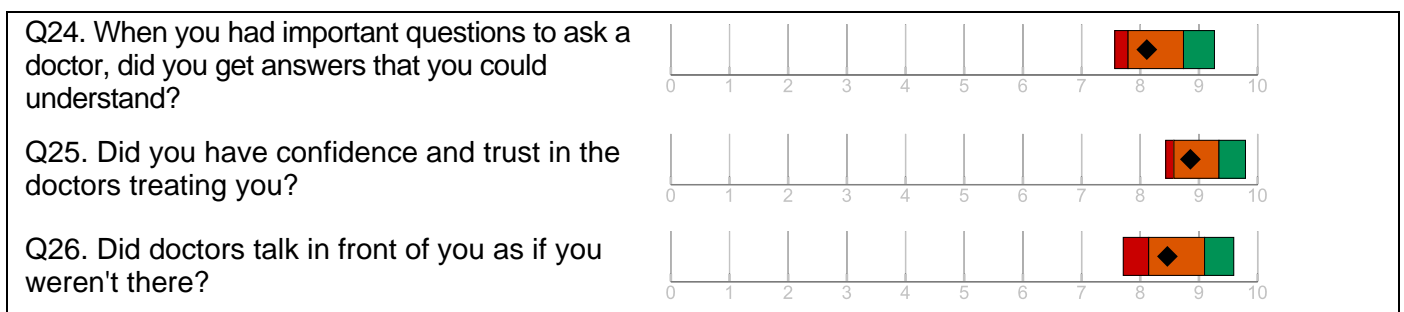 Q24. When you had important questions to ask a
doctor, did you get answers that you could
understand?
0 1 2 3 4 5 6 7 8 9 10
Q25. Did you have confidence and trust in the
doctors treating you?
0 1 2 3 4 5 6 7 8 9 10
Q26. Did doctors talk in front of you as if you
weren't there?
0 1 2 3 4 5 6 7 8 9 10